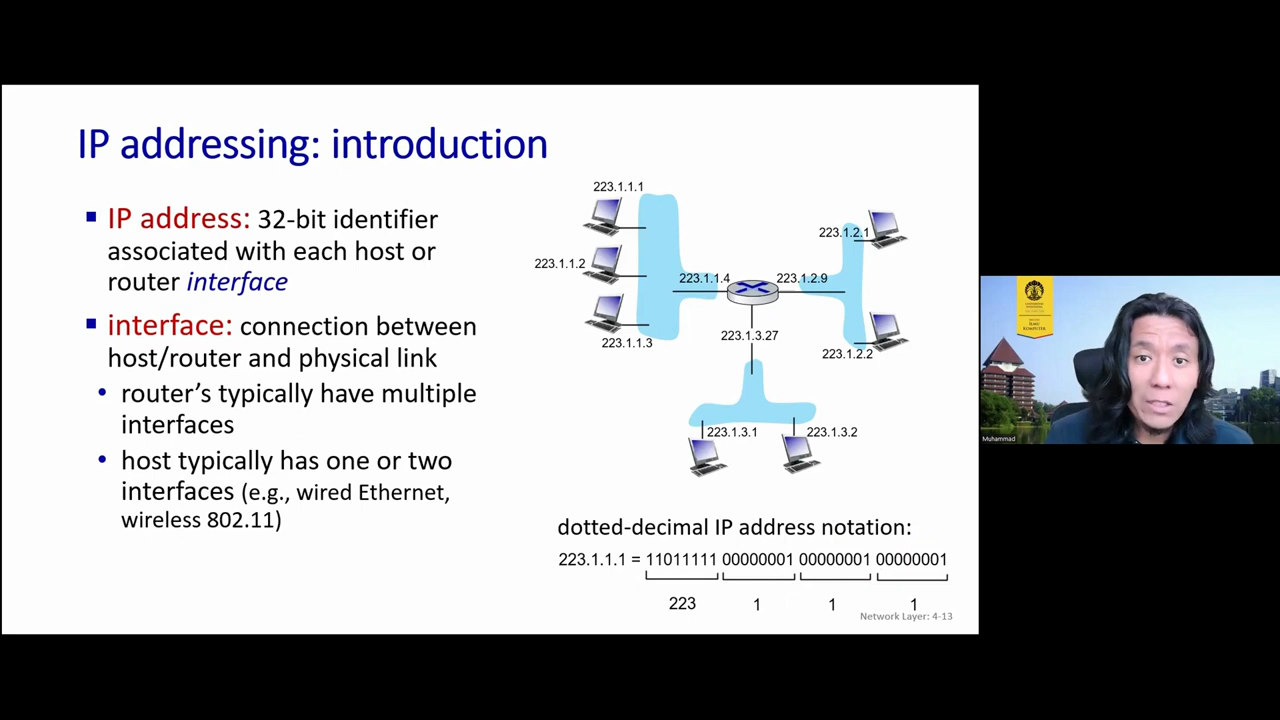 IP addressing: introduction
IP address: 32-bit identifier
associated with each host or
router interface
interface: connection between
host/router and physical link
router’s typically have multiple
interfaces
host typically has one or two
interfaces (e.g., wired Ethernet,
wireless 802.11)
223.1.1.1
223.1.1.2
223.1.1.3
223.1.1.4
223.1.2.9
223.1.2.1
223.1.2.2
223.1.3.27
223.1.3.1
223.1.3.2
dotted-decimal IP address notation:
223.1.1.1 = 11011111 00000001 00000001 00000001
223 1 1 1
Network Layer: 4-13
ILMU
KOMPUTER
Muhammad